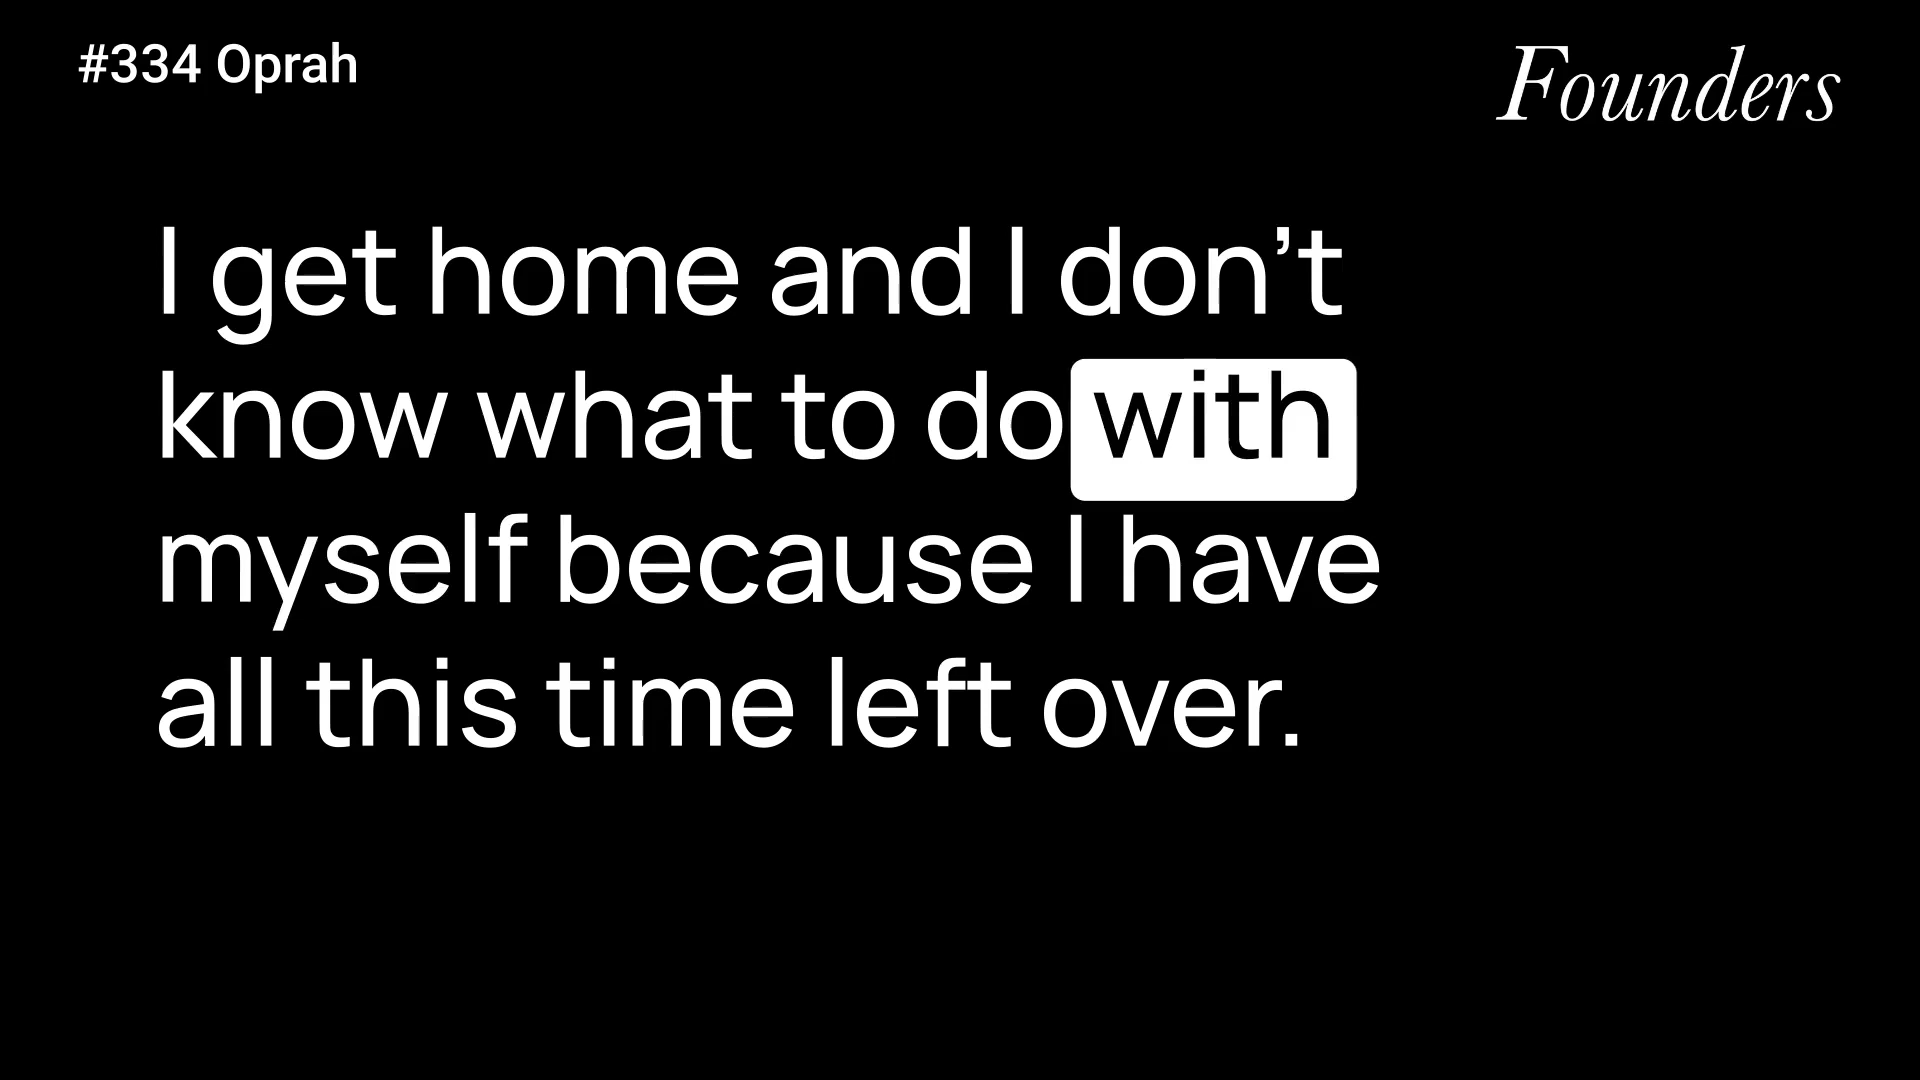 #334 Oprah
Founders
I get home and I don’t
know what to do with
myself because I have
all this time left over.